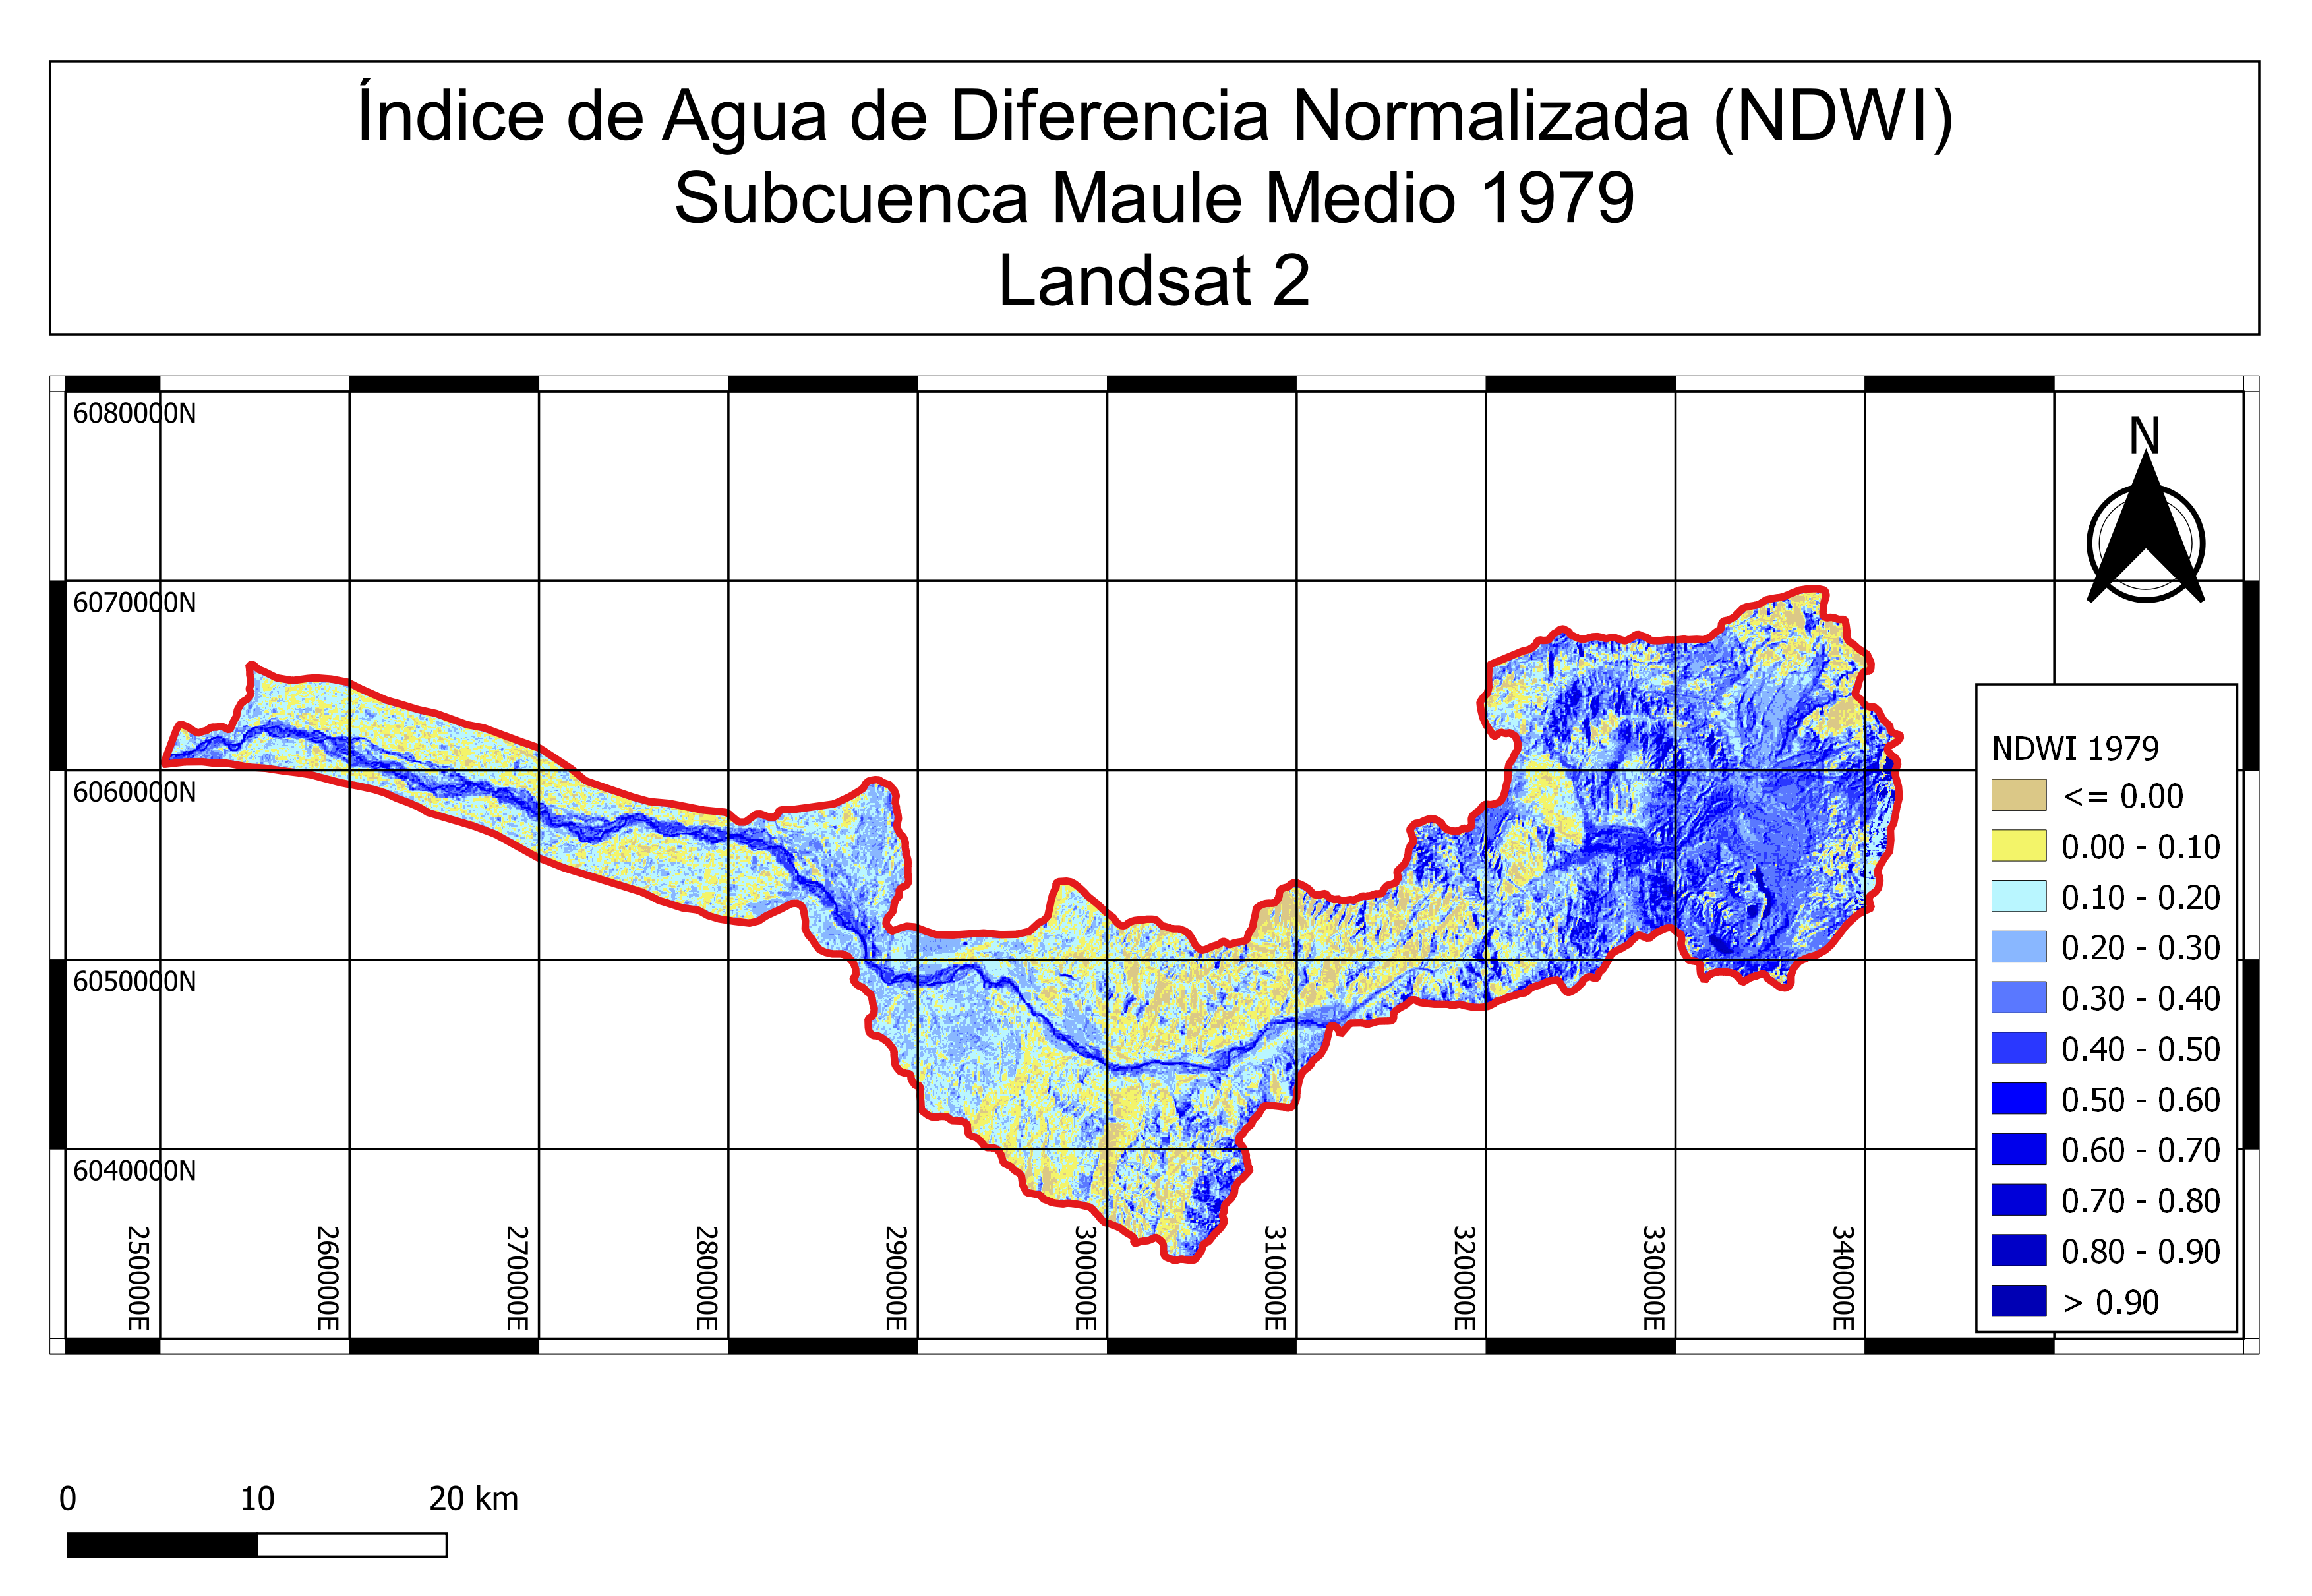 Índice de Agua de Diferencia Normalizada (NDWI)
Subcuenca Maule Medio 1979
Landsat 2
6080000N
N
6070000N
6060000N
6050000N
6040000N
NDWI 1979
<= 0.00
0.00 - 0.10
0.10 - 0.20
0.20 - 0.30
0.30 - 0.40
0.40 - 0.50
0.50 - 0.60
0.60 - 0.70
0.70 - 0.80
0.80 - 0.90
> 0.90
250000E
260000E
270000E
280000E
290000E
300000E
310000E
320000E
330000E
340000E
0 10 20 km